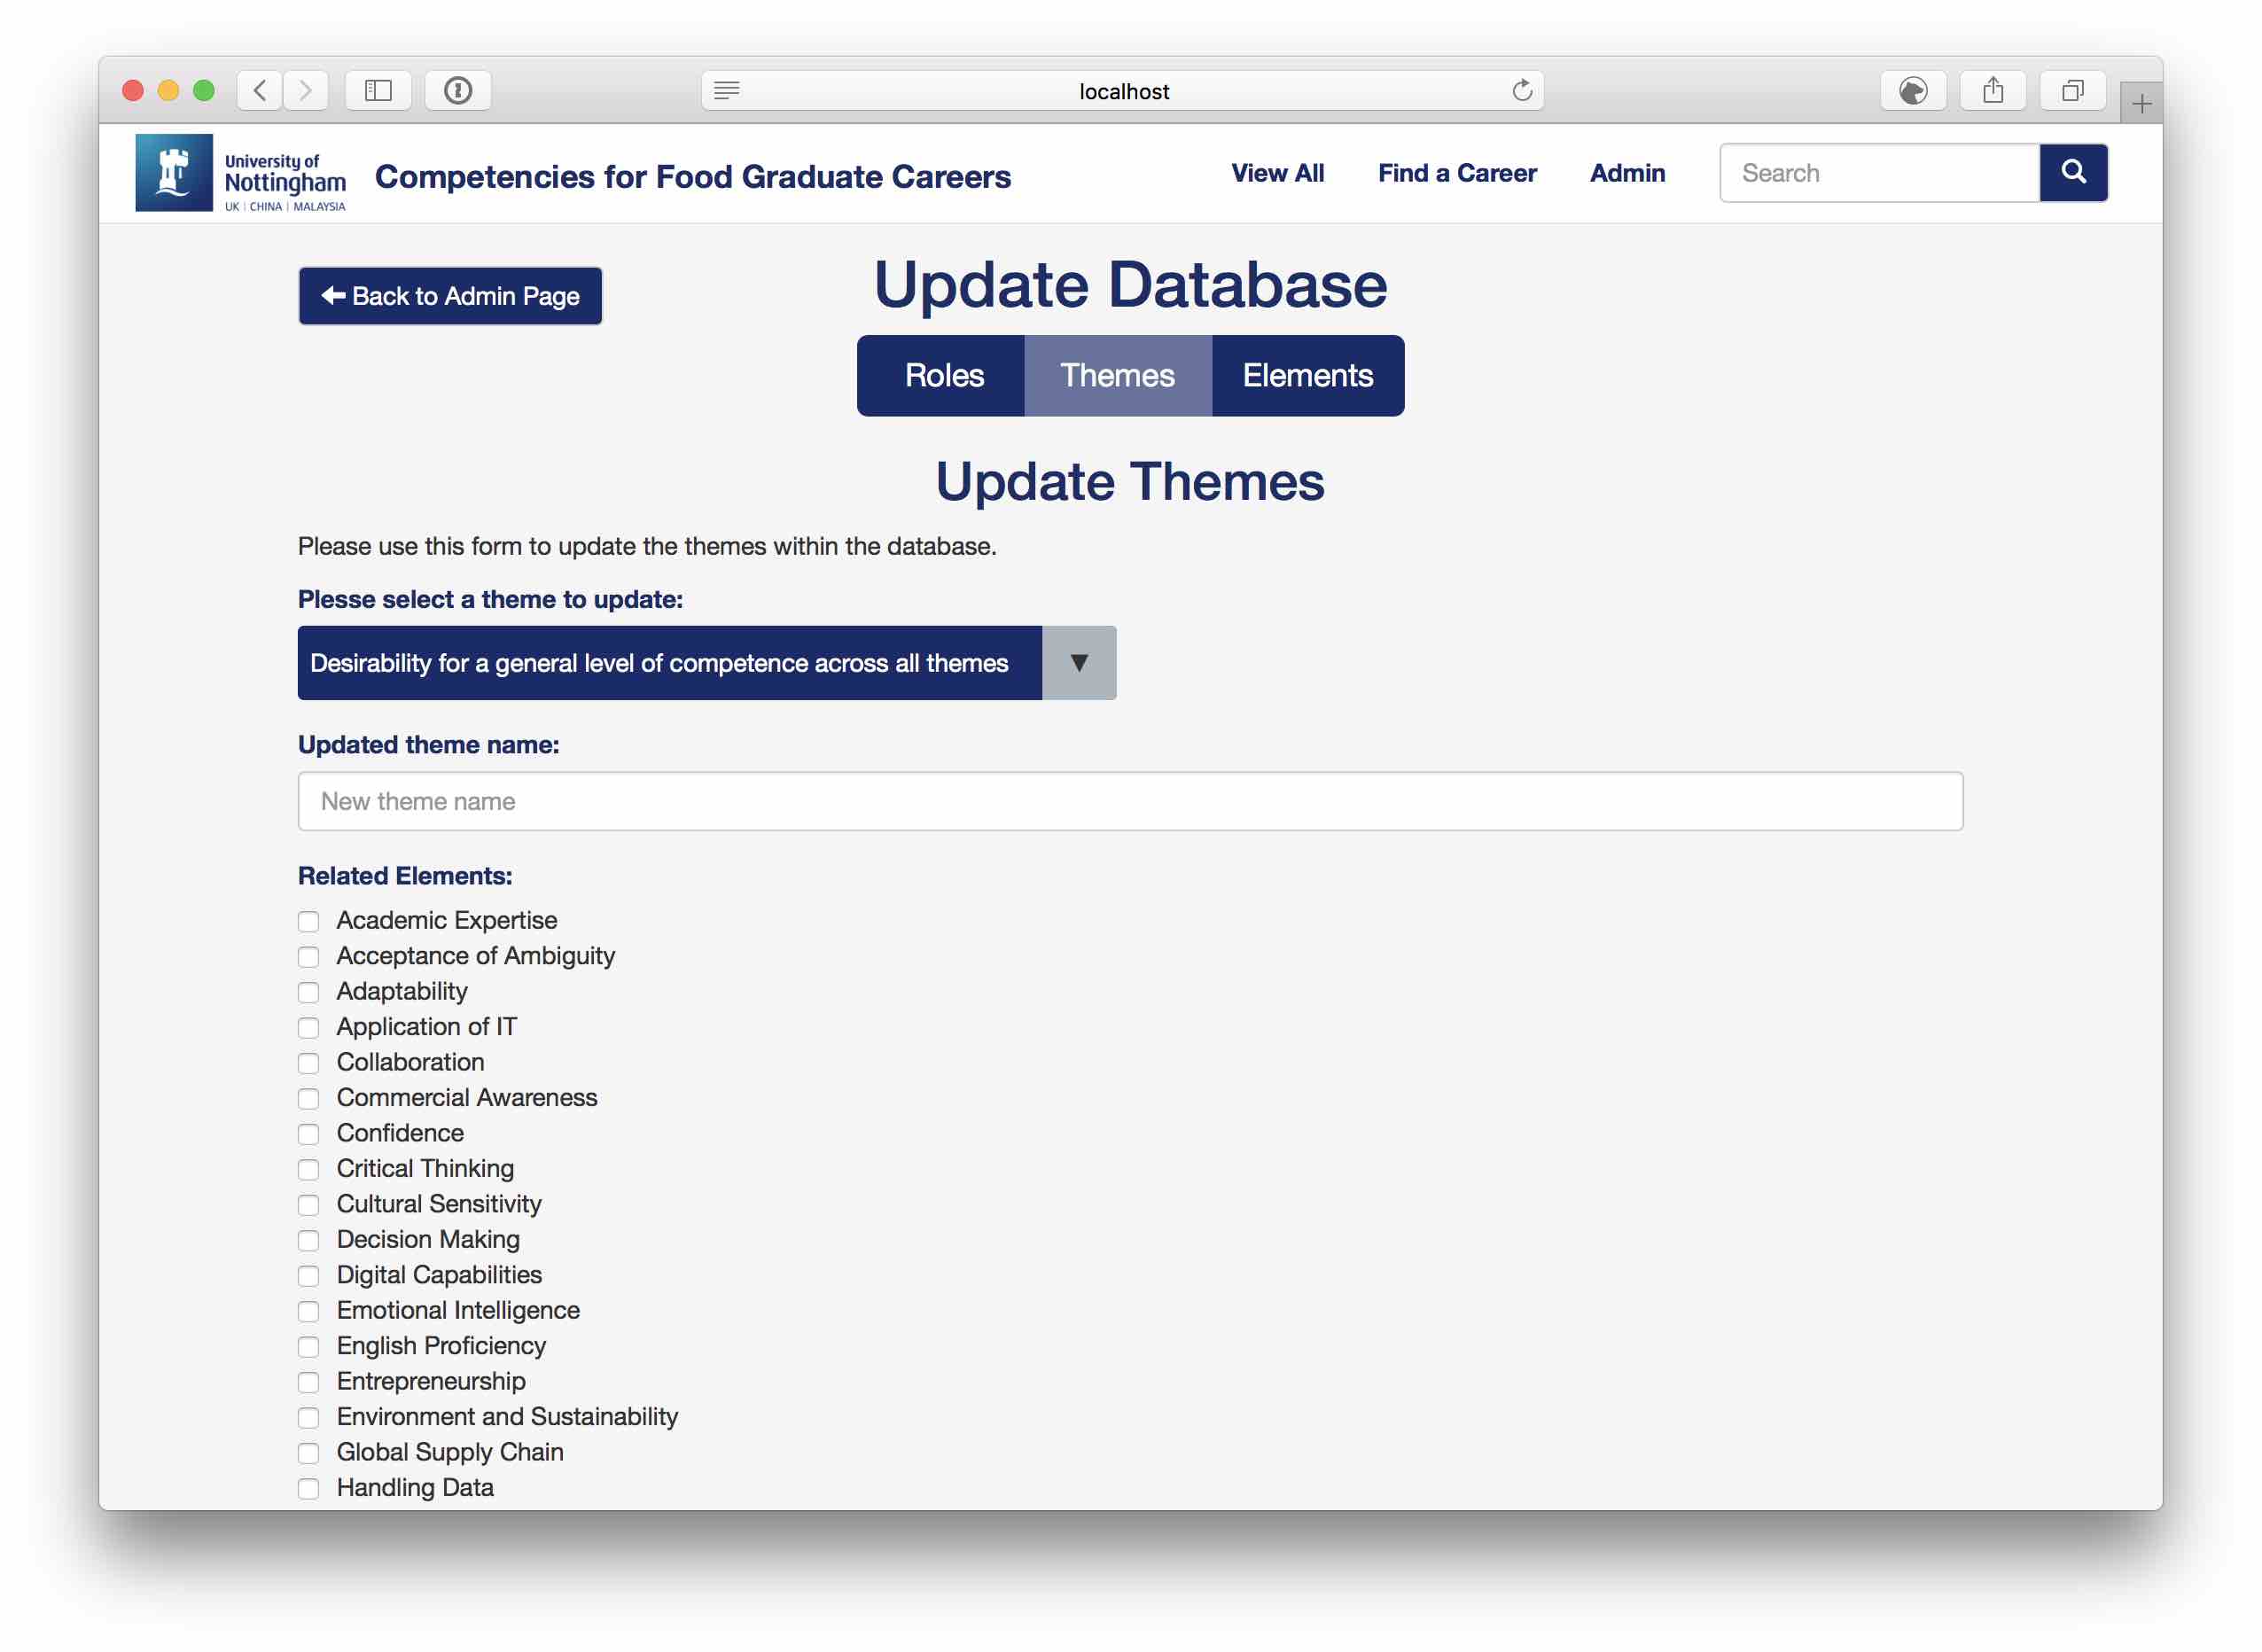 localhost
University of
Nottingham
UK | CHINA | MALAYSIA
Competencies for Food Graduate Careers
View All
Find a Career
Admin
Search
Back to Admin Page
Update Database
Roles
Themes
Elements
Update Themes
Please use this form to update the themes within the database.
Plesse select a theme to update:
Desirability for a general level of competence across all themes
Updated theme name:
New theme name
Related Elements:
Academic Expertise
Acceptance of Ambiguity
Adaptability
Application of IT
Collaboration
Commercial Awareness
Confidence
Critical Thinking
Cultural Sensitivity
Decision Making
Digital Capabilities
Emotional Intelligence
English Proficiency
Entrepreneurship
Environment and Sustainability
Global Supply Chain
Handling Data